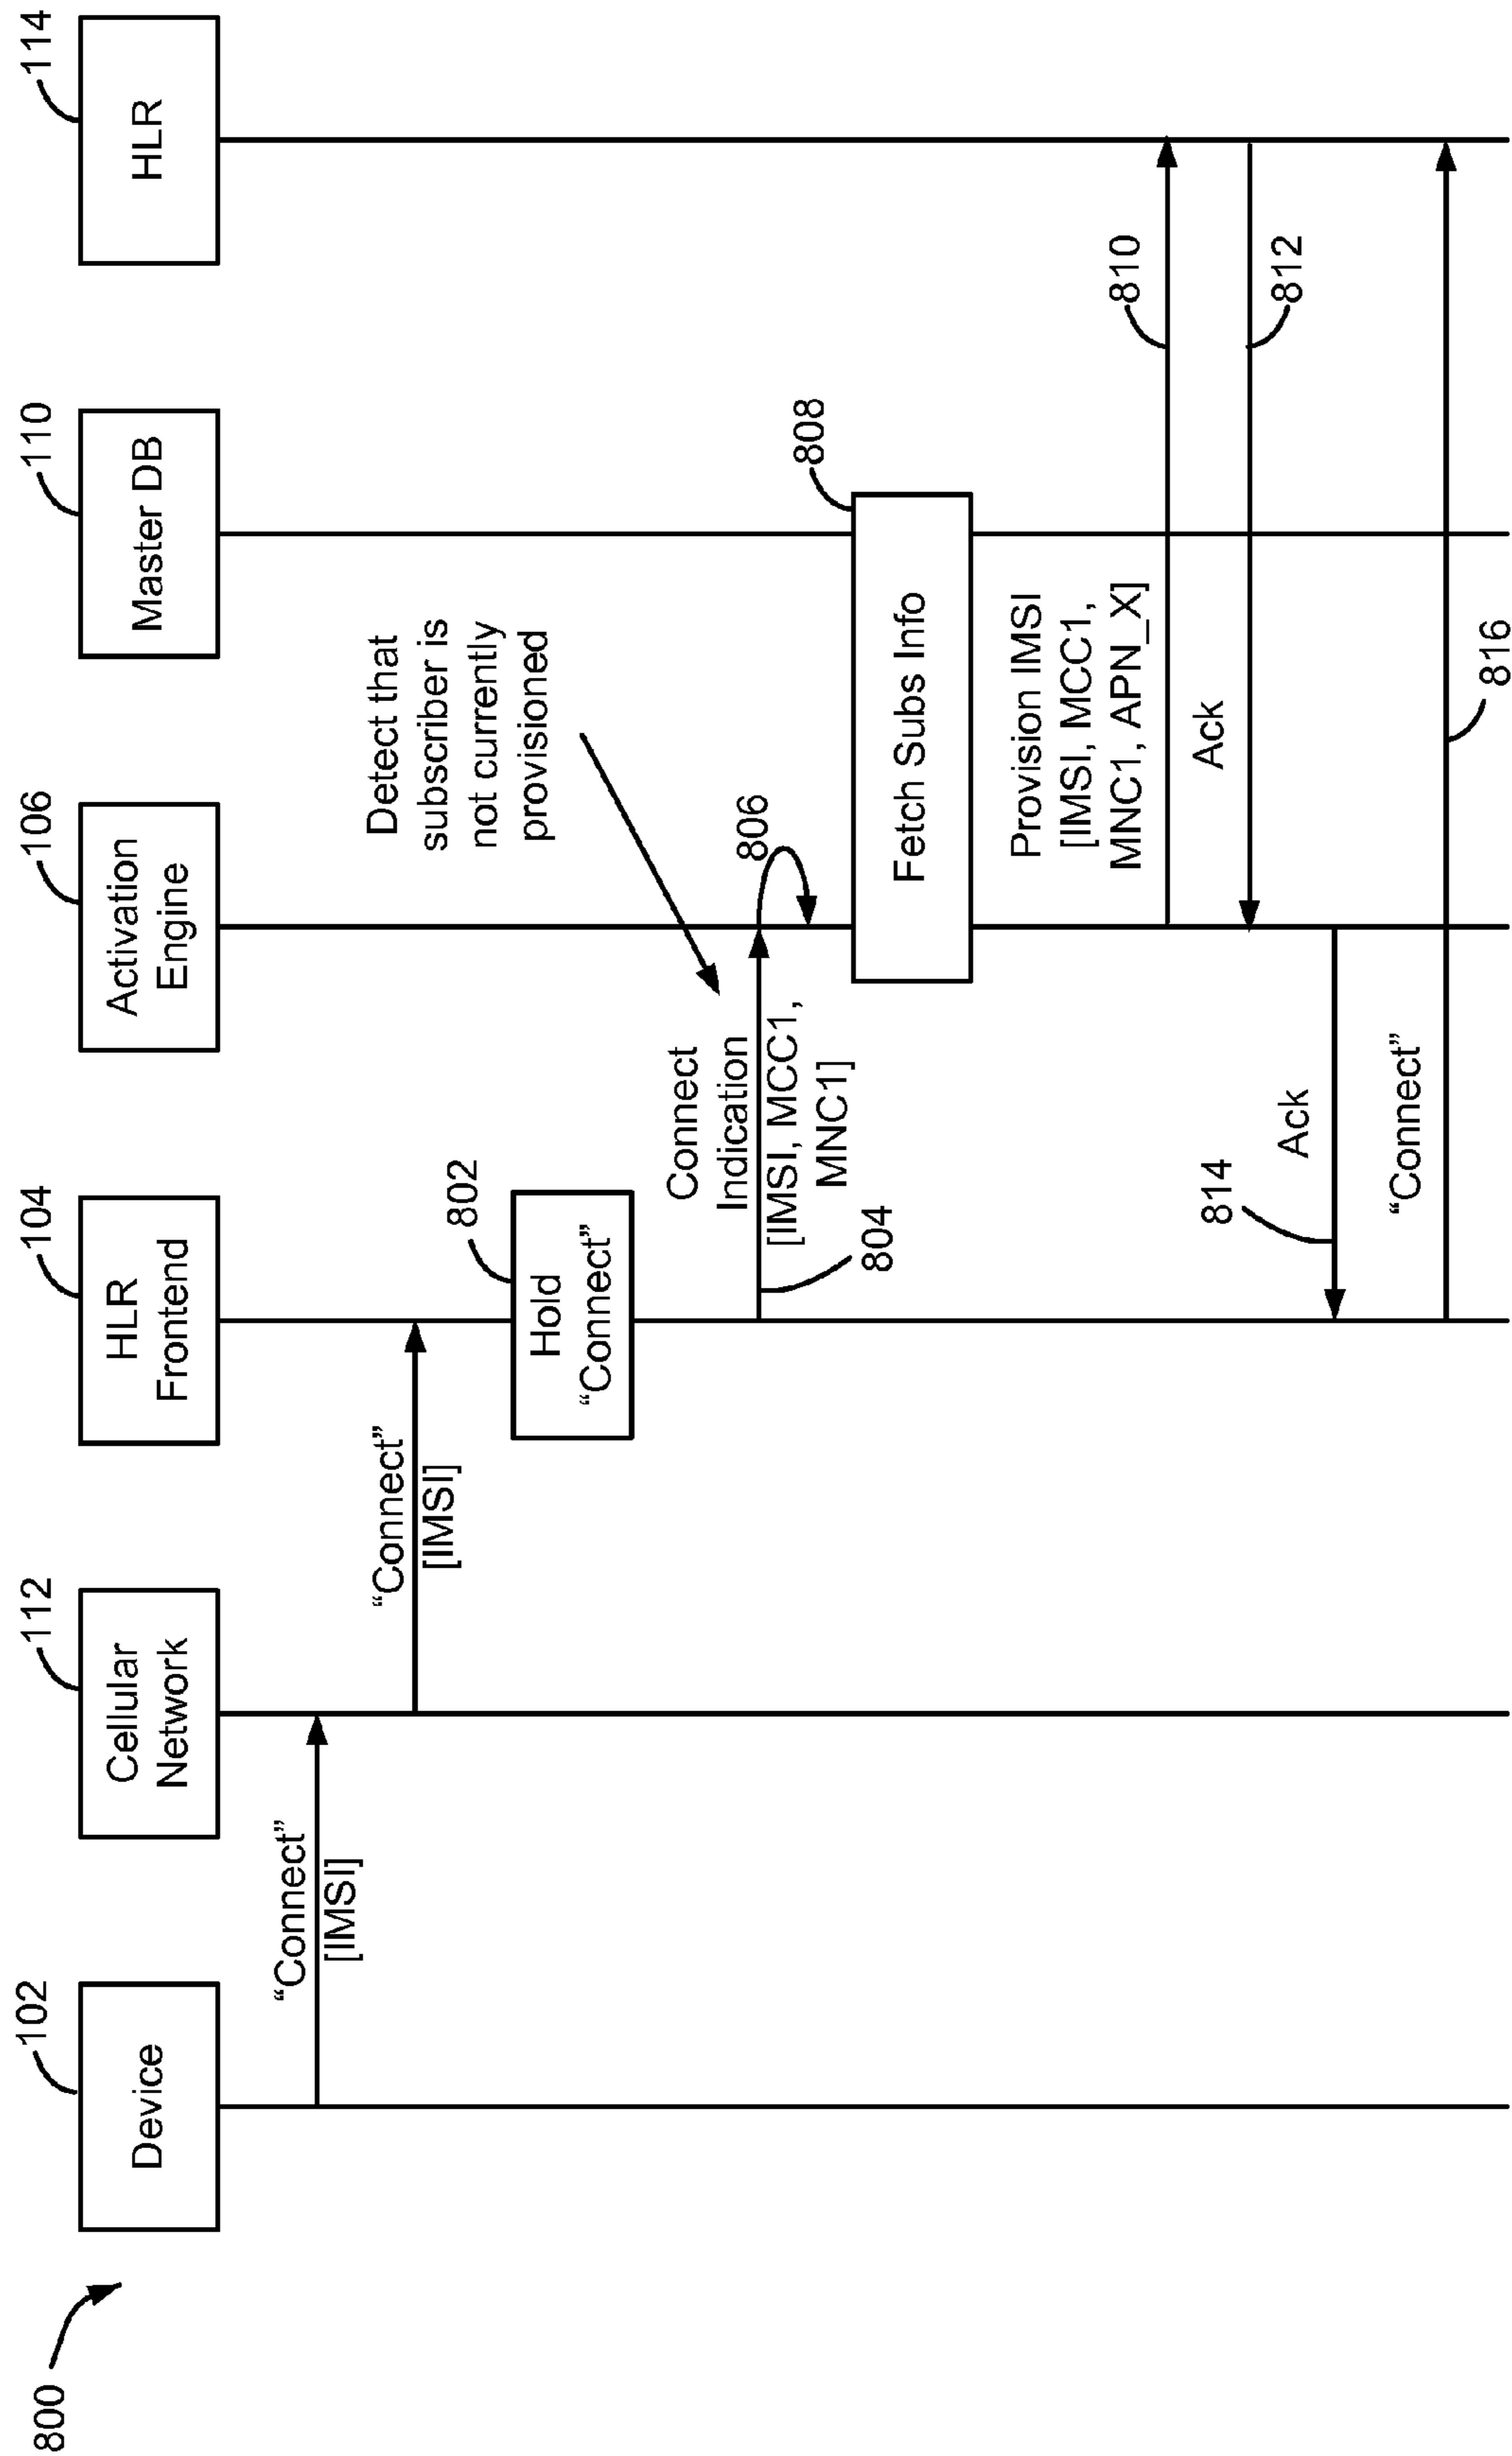 800
102
112
104
106
110
114
Device
Cellular
Network
HLR
Frontend
Activation
Engine
Master DB
HLR
“Connect”
[IMSI]
“Connect”
[IMSI]
802
Hold
“Connect”
Detect that
subscriber is
not currently
provisioned
Connect
Indication
[IMSI, MCC1,
MNC1]
804
806
808
Fetch Subs Info
Provision IMSI
[IMSI, MCC1,
MNC1, APN_X]
810
Ack
812
814
Ack
“Connect”
816